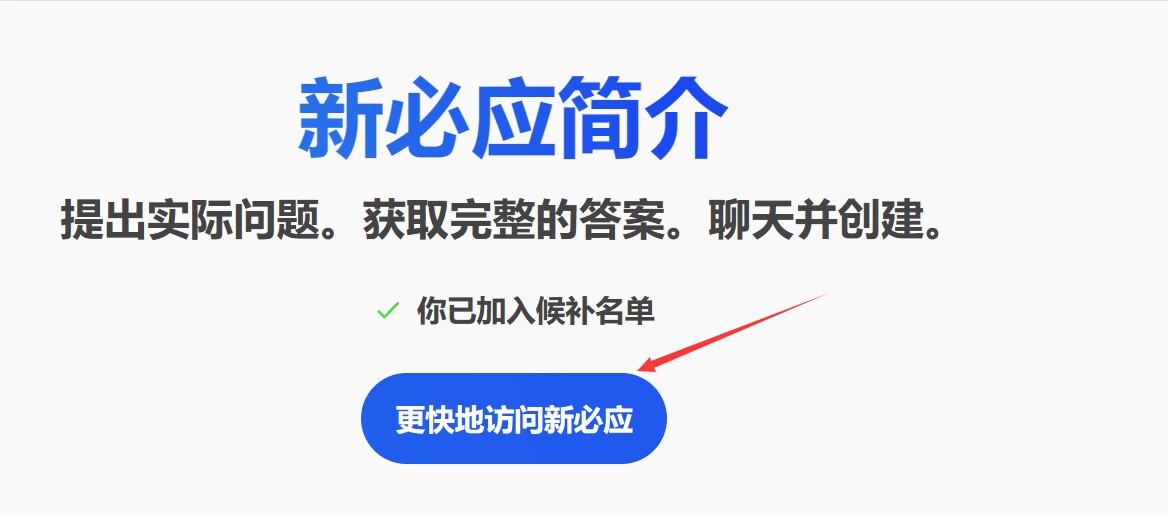 新必应简介
提出实际问题。获取完整的答案。聊天并创建。
你已加入候补名单
更快地访问新必应